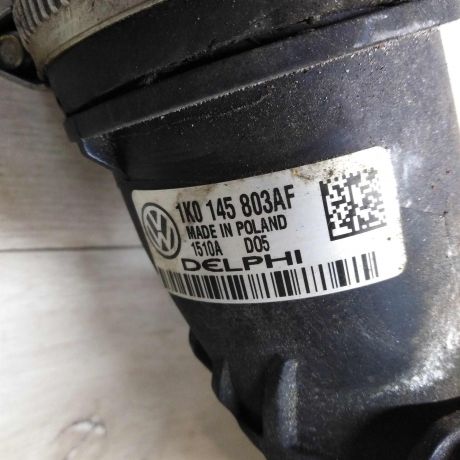 1K0 145 803AF
MADE IN POLAND
1510A D05
DELPHI